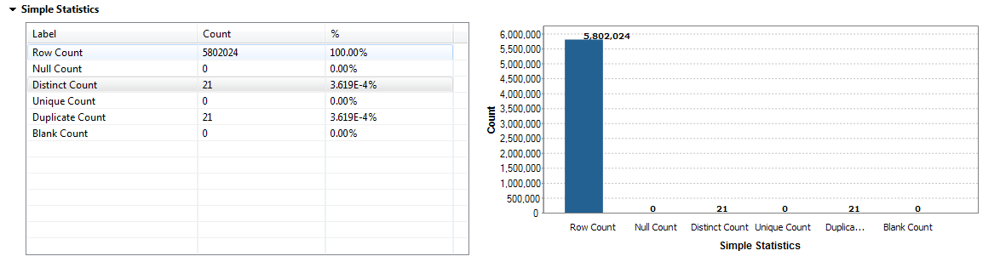 Simple Statistics
Label Count %
Row Count 5802024 100.00%
Null Count 0 0.00%
Distinct Count 21 3.619E-4%
Unique Count 0 0.00%
Duplicate Count 21 3.619E-4%
Blank Count 0 0.00%
6,000,000
5,500,000
5,000,000
4,500,000
4,000,000
3,500,000
3,000,000
2,500,000
2,000,000
1,500,000
1,000,000
500,000
0
Count
5,802,024
0 21 0 21 0
Row Count Null Count Distinct Count Unique Count Duplica... Blank Count
Simple Statistics